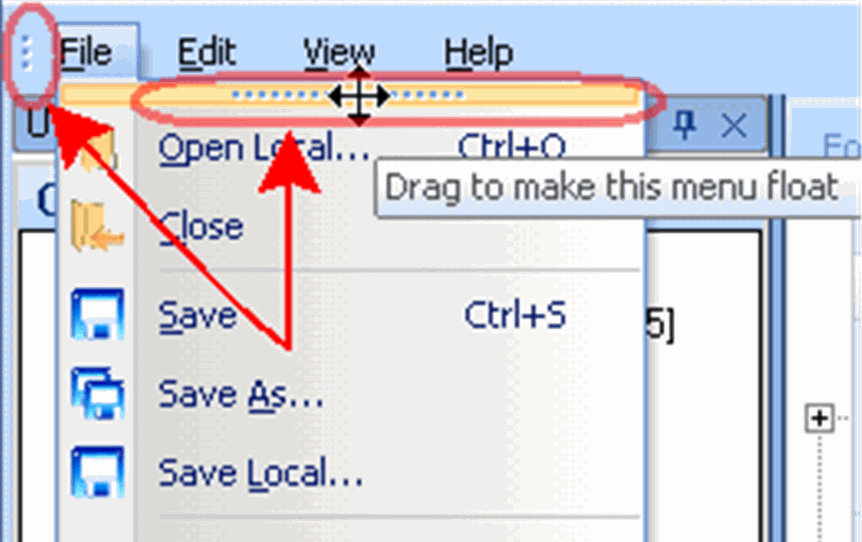 File Edit View Help
U
Open Local... Ctrl+O
Fo
Drag to make this menu float
C
Close
Save Ctrl+S
5]
Save As...
Save Local...